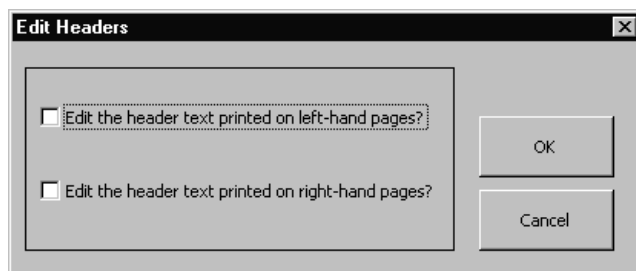 Edit Headers
Edit the header text printed on left-hand pages?
Edit the header text printed on right-hand pages?
OK
Cancel